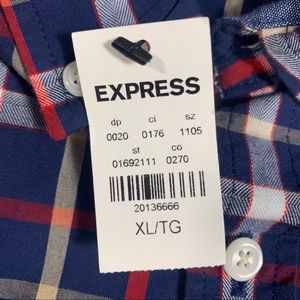 EXPRESS
dp ci sz
0020 0176 1105
st co
01692111 0270
20136666
XL/TG